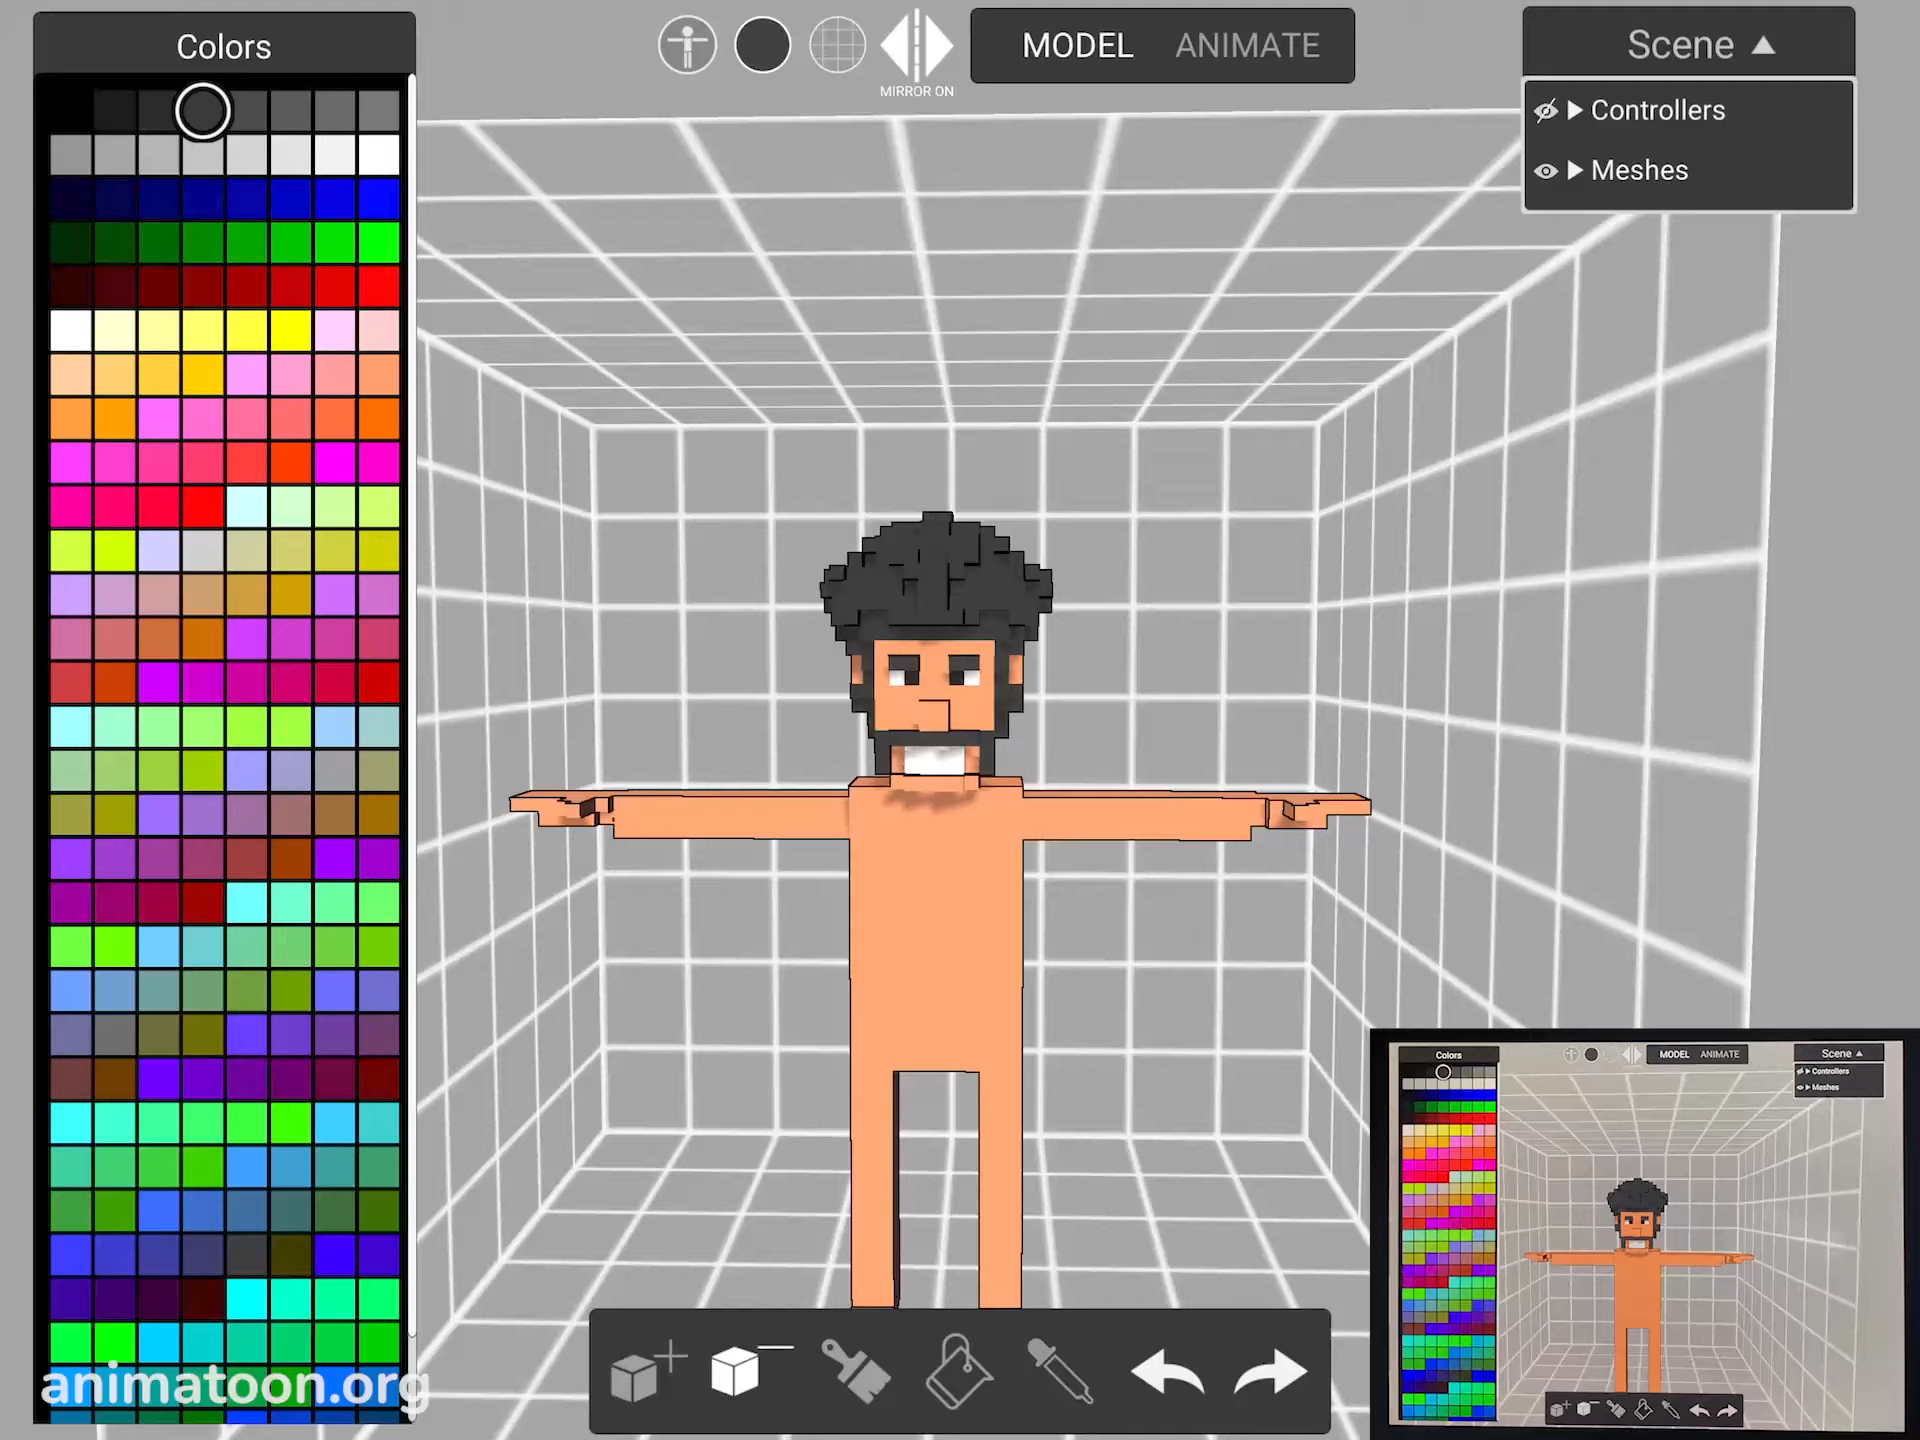 Colors
MIRROR ON
MODEL ANIMATE
Scene
Controllers
Meshes
Colors
MODEL ANIMATE
Scene
Controllers
Meshes
animatoon.org